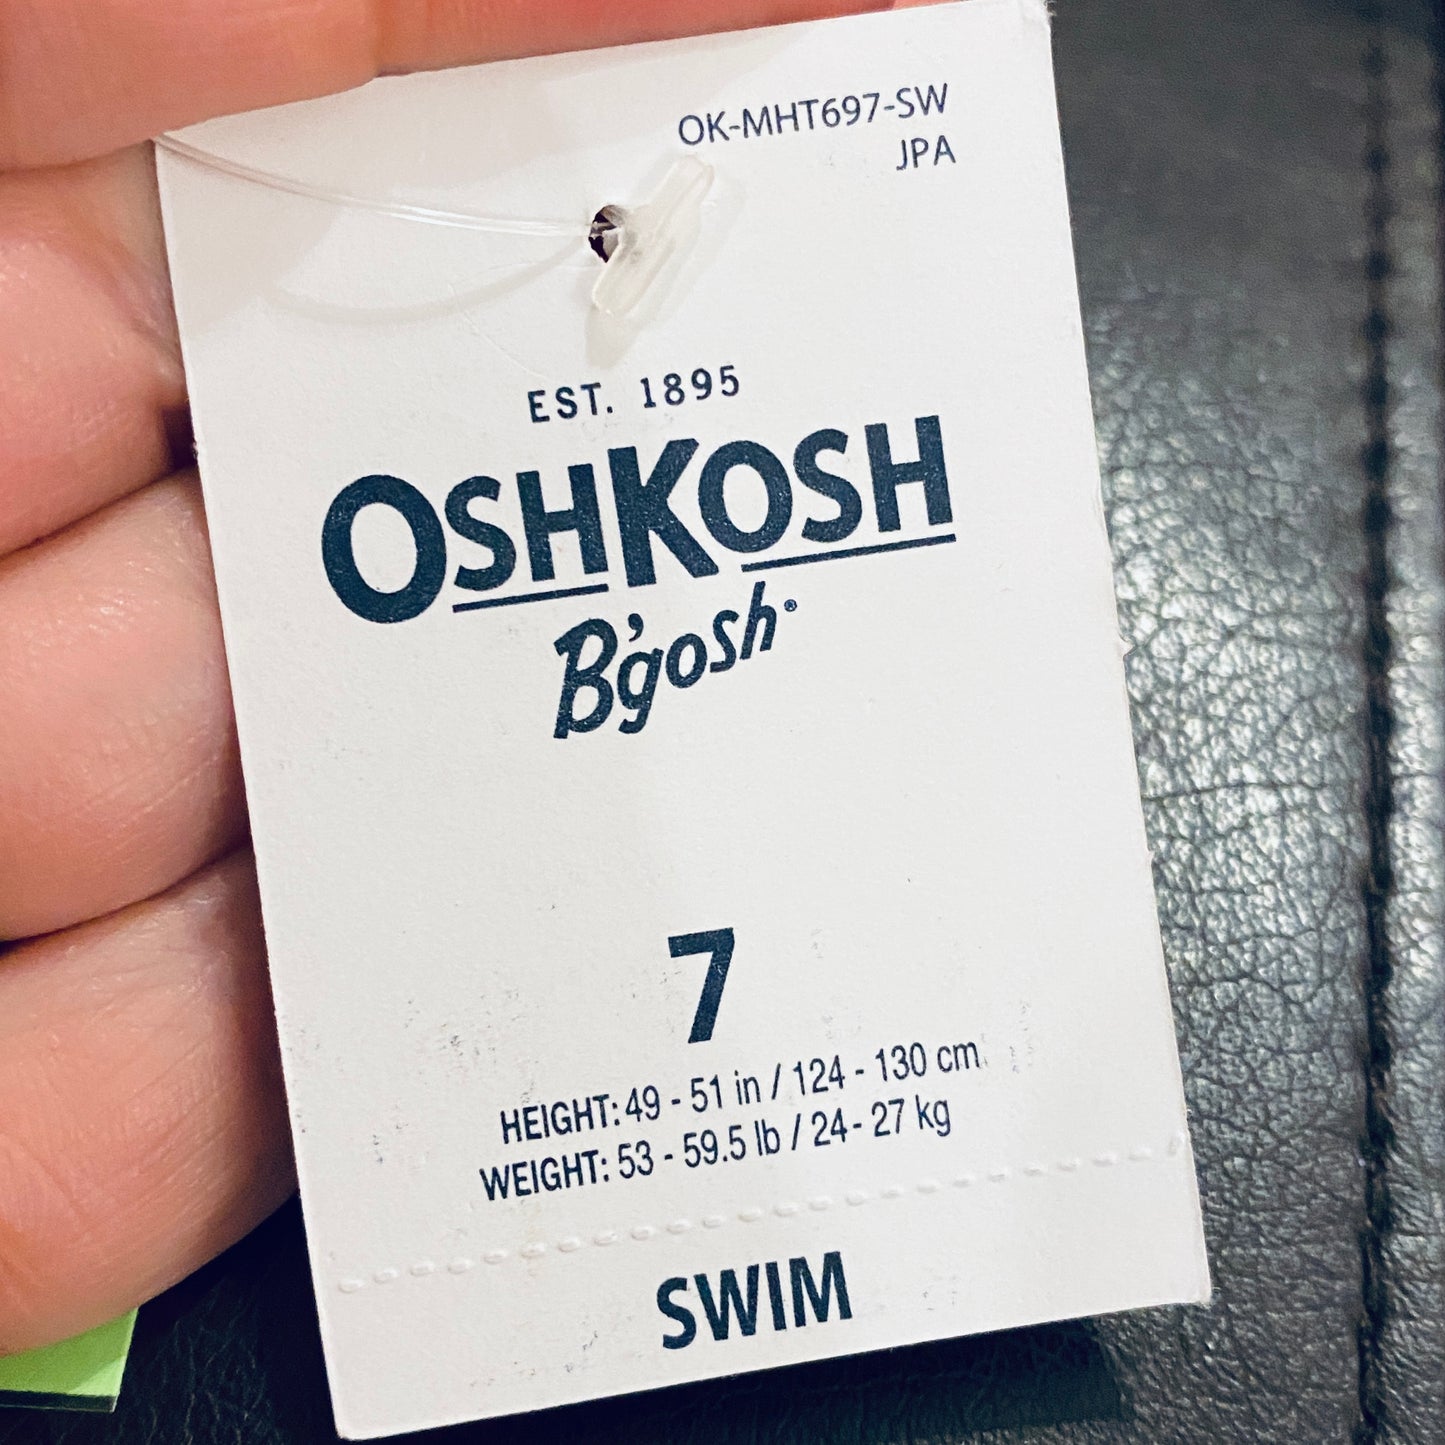 OK-MHT697-SW
JPA
EST. 1895
OSHKOSH
B'gosh®
7
HEIGHT: 49 - 51 in / 124 - 130 cm
WEIGHT: 53 - 59.5 lb / 24 - 27 kg
SWIM